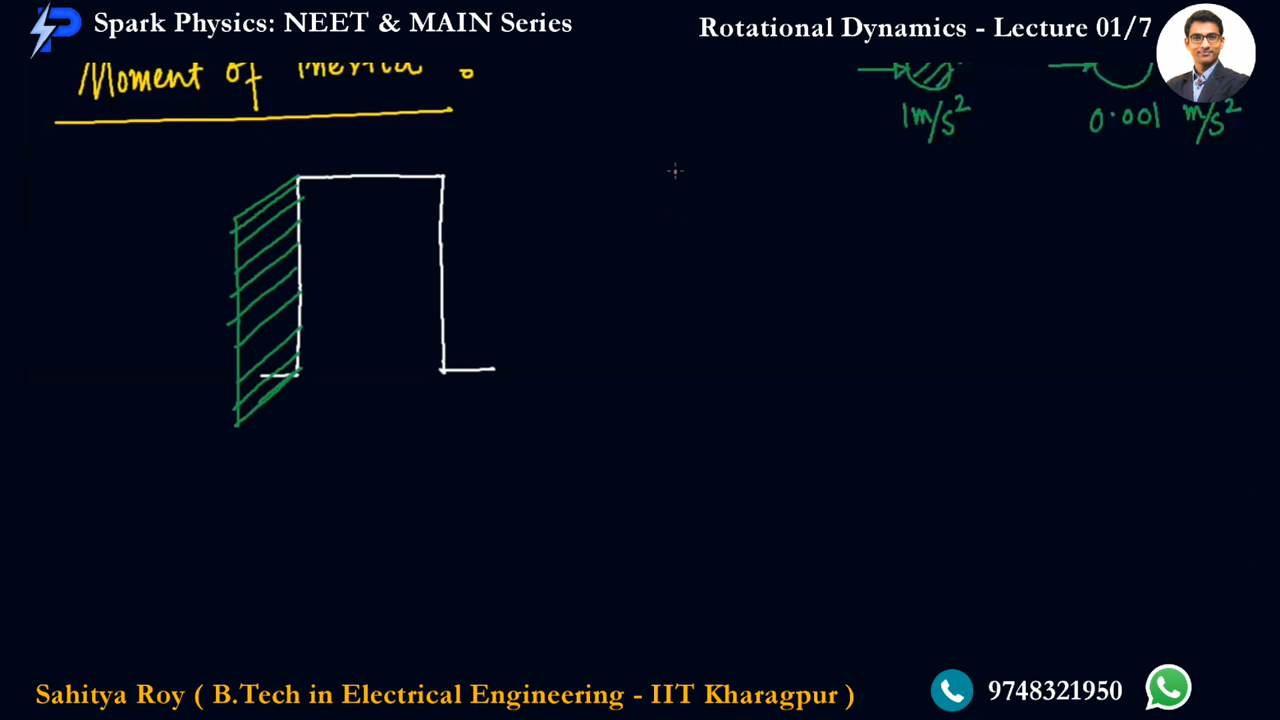 Spark Physics: NEET & MAIN Series
Rotational Dynamics - Lecture 01/7
Moment of Inertia :
1m/s² 0.001 m/s²
Sahitya Roy ( B.Tech in Electrical Engineering - IIT Kharagpur )
9748321950